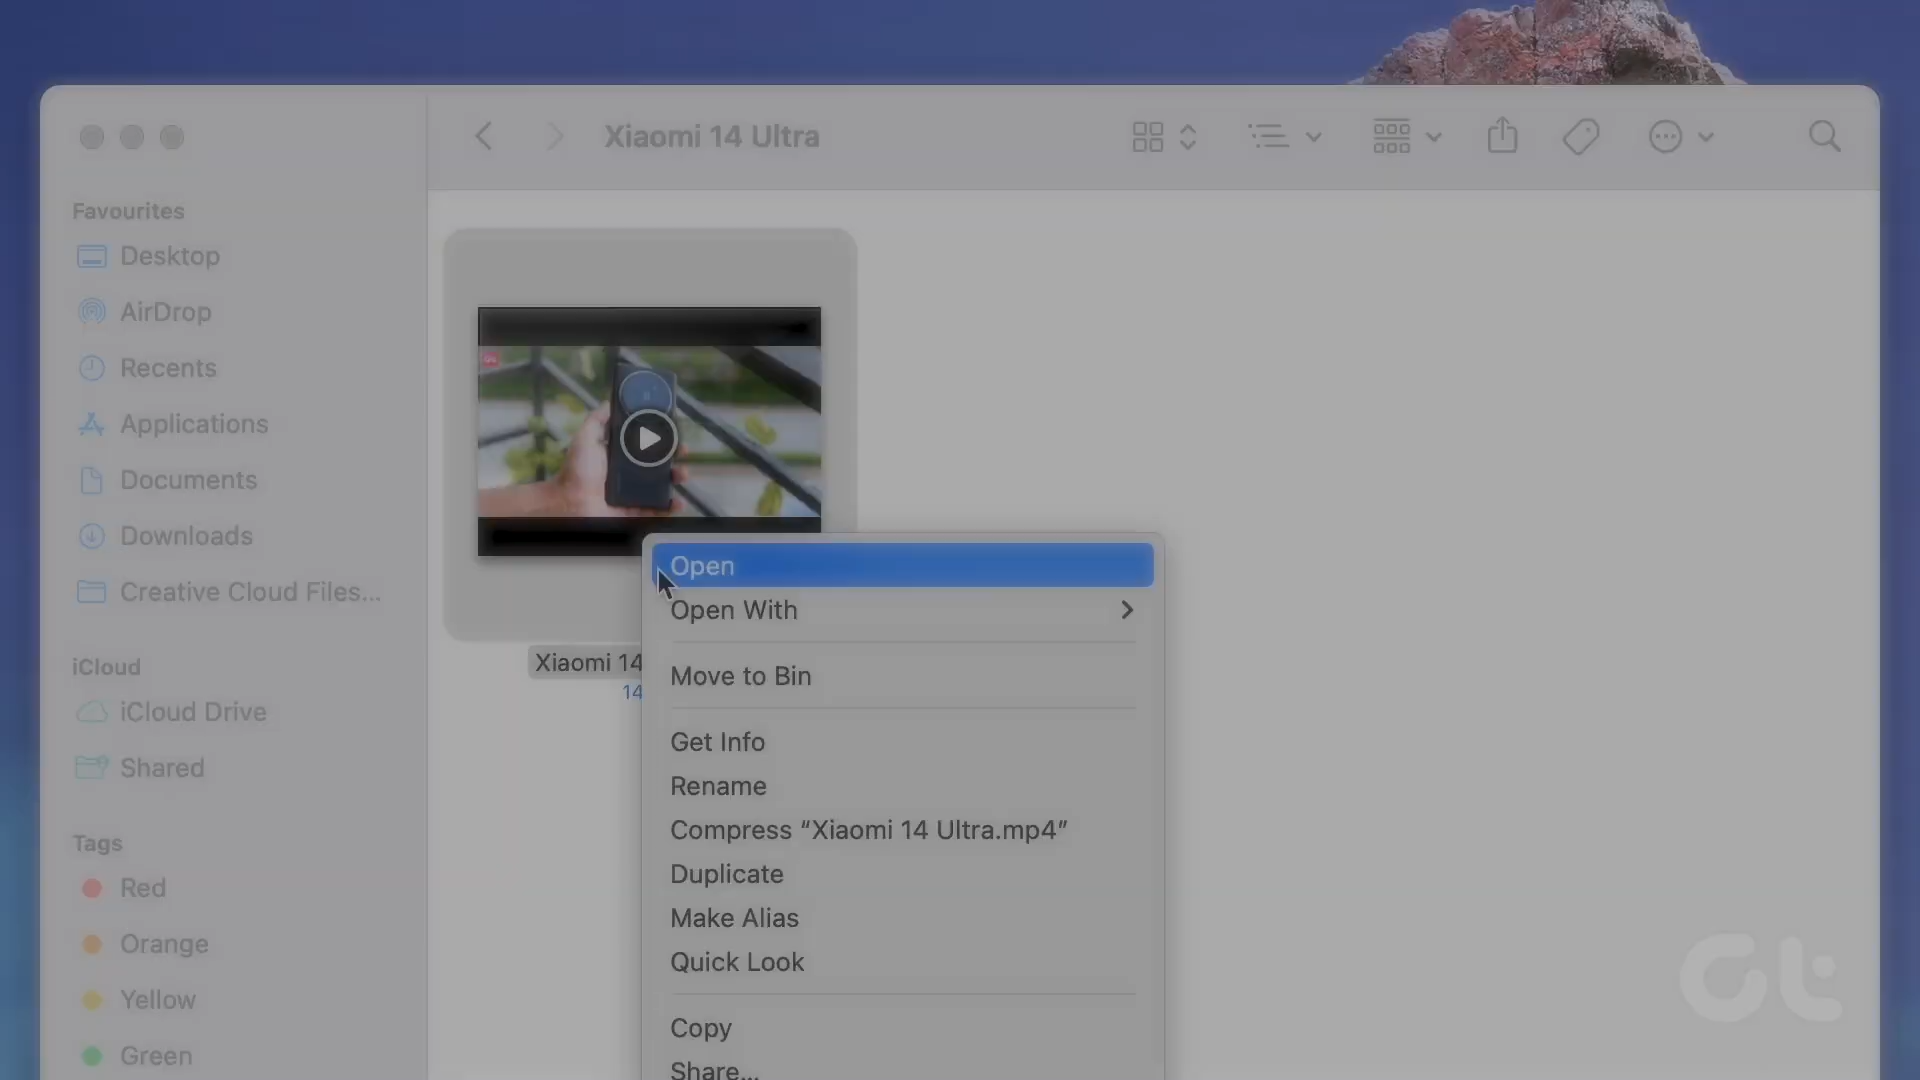 Xiaomi 14 Ultra
Favourites
Desktop
AirDrop
Recents
Applications
Documents
Downloads
Creative Cloud Files...
iCloud
iCloud Drive
Shared
Tags
Red
Orange
Yellow
Green
Xiaomi 14
14
Open
Open With
Move to Bin
Get Info
Rename
Compress “Xiaomi 14 Ultra.mp4”
Duplicate
Make Alias
Quick Look
Copy
Share...
Gt